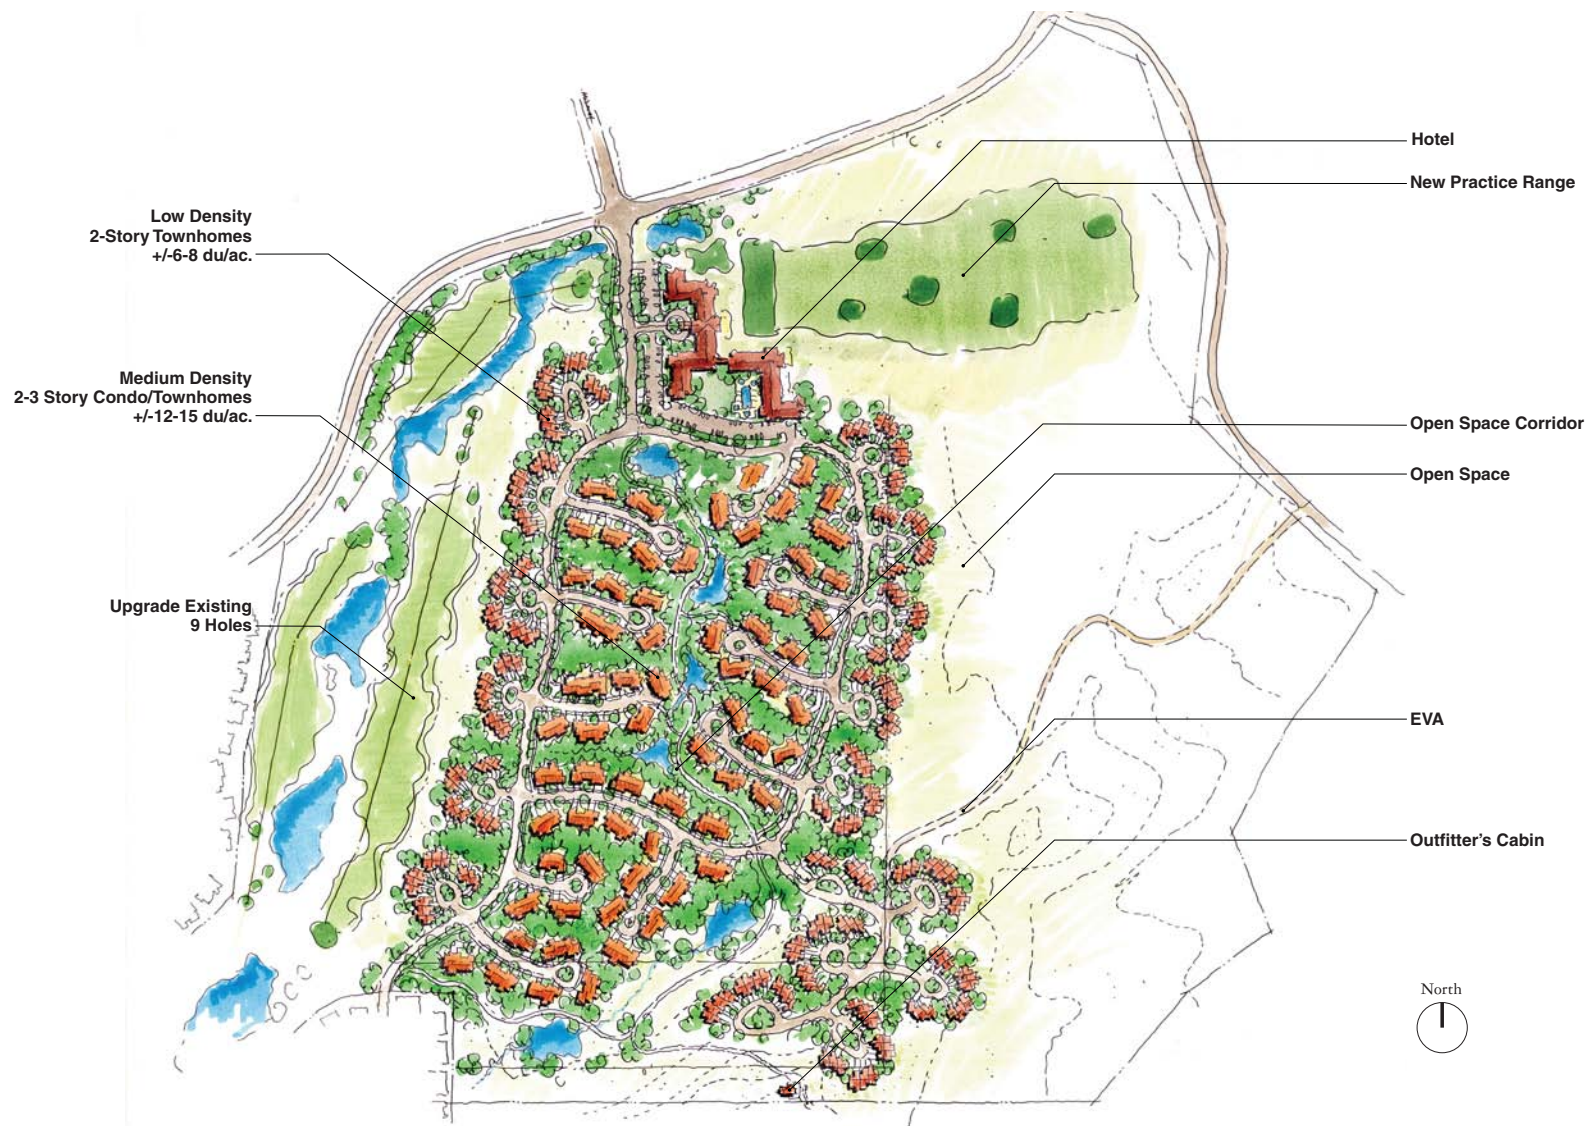 Low Density
2-Story Townhomes
+/-6-8 du/ac.
Medium Density
2-3 Story Condo/Townhomes
+/-12-15 du/ac.
Upgrade Existing
9 Holes
Hotel
New Practice Range
Open Space Corridor
Open Space
EVA
Outfitter's Cabin
North